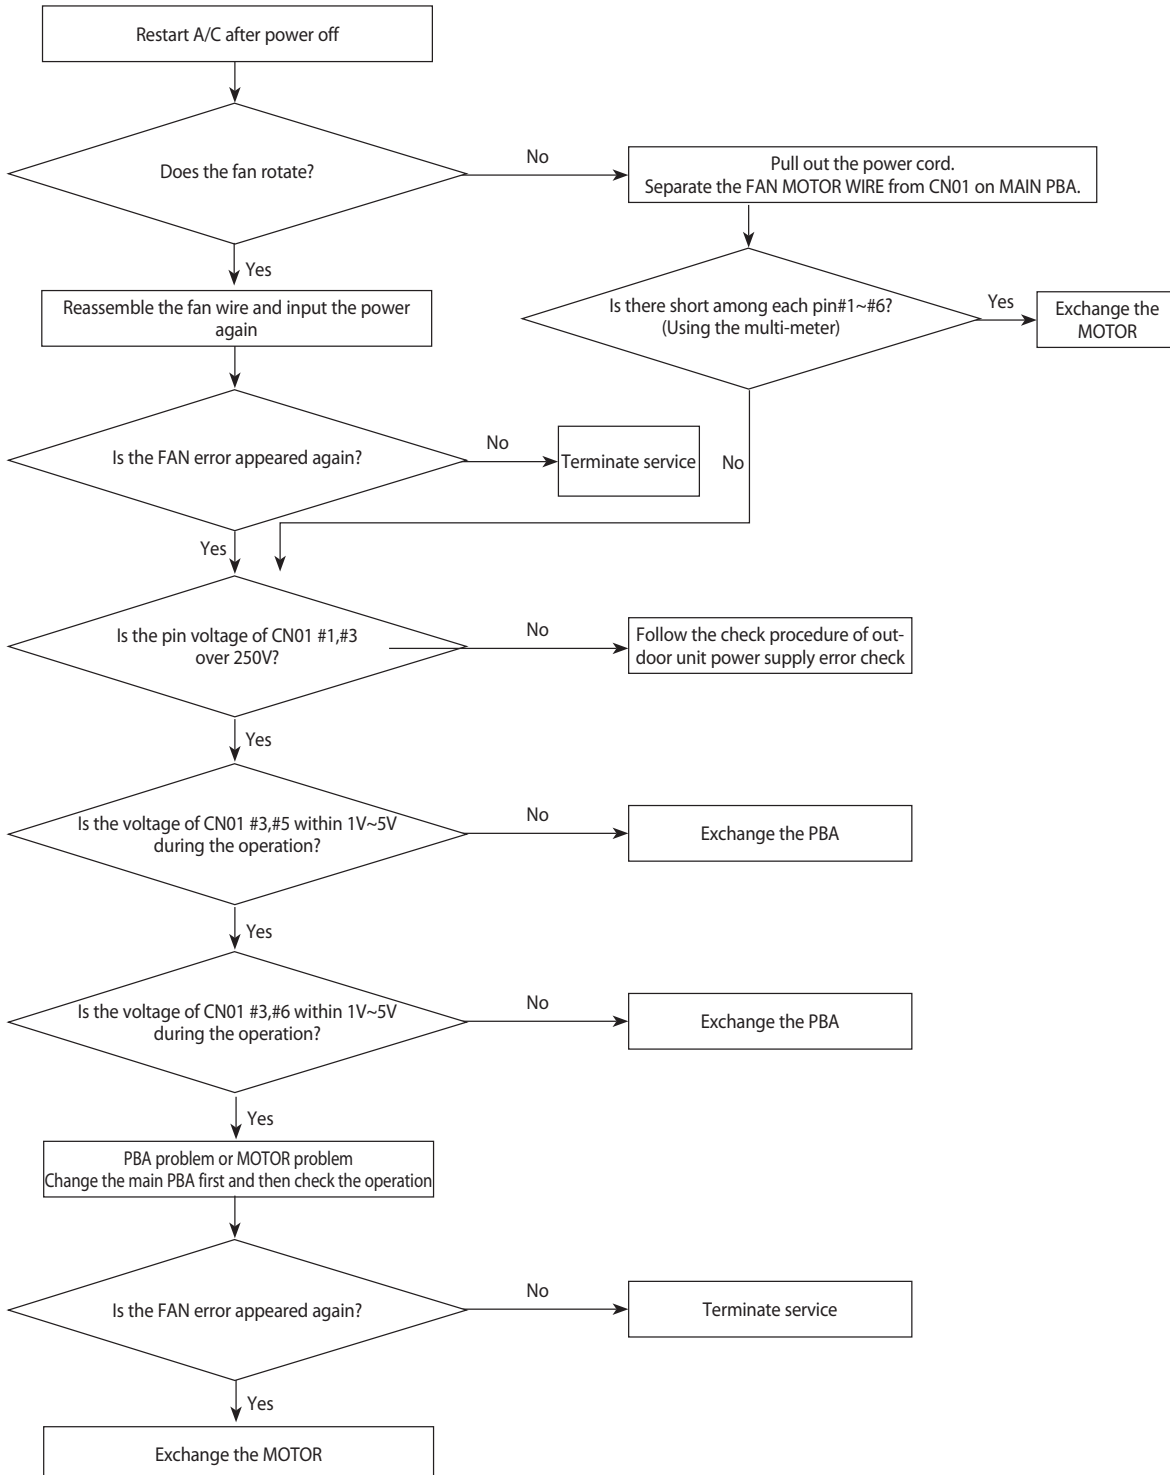 Restart A/C after power off
Does the fan rotate?
No
Pull out the power cord.
Separate the FAN MOTOR WIRE from CN01 on MAIN PBA.
Yes
Reassemble the fan wire and input the power
again
Is there short among each pin#1~#6?
(Using the multi-meter)
Yes
Exchange the
MOTOR
Is the FAN error appeared again?
No
Terminate service
No
Yes
Is the pin voltage of CN01 #1,#3
over 250V?
No
Follow the check procedure of out-
door unit power supply error check
Yes
Is the voltage of CN01 #3,#5 within 1V~5V
during the operation?
No
Exchange the PBA
Yes
Is the voltage of CN01 #3,#6 within 1V~5V
during the operation?
No
Exchange the PBA
Yes
PBA problem or MOTOR problem
Change the main PBA first and then check the operation
Is the FAN error appeared again?
No
Terminate service
Yes
Exchange the MOTOR